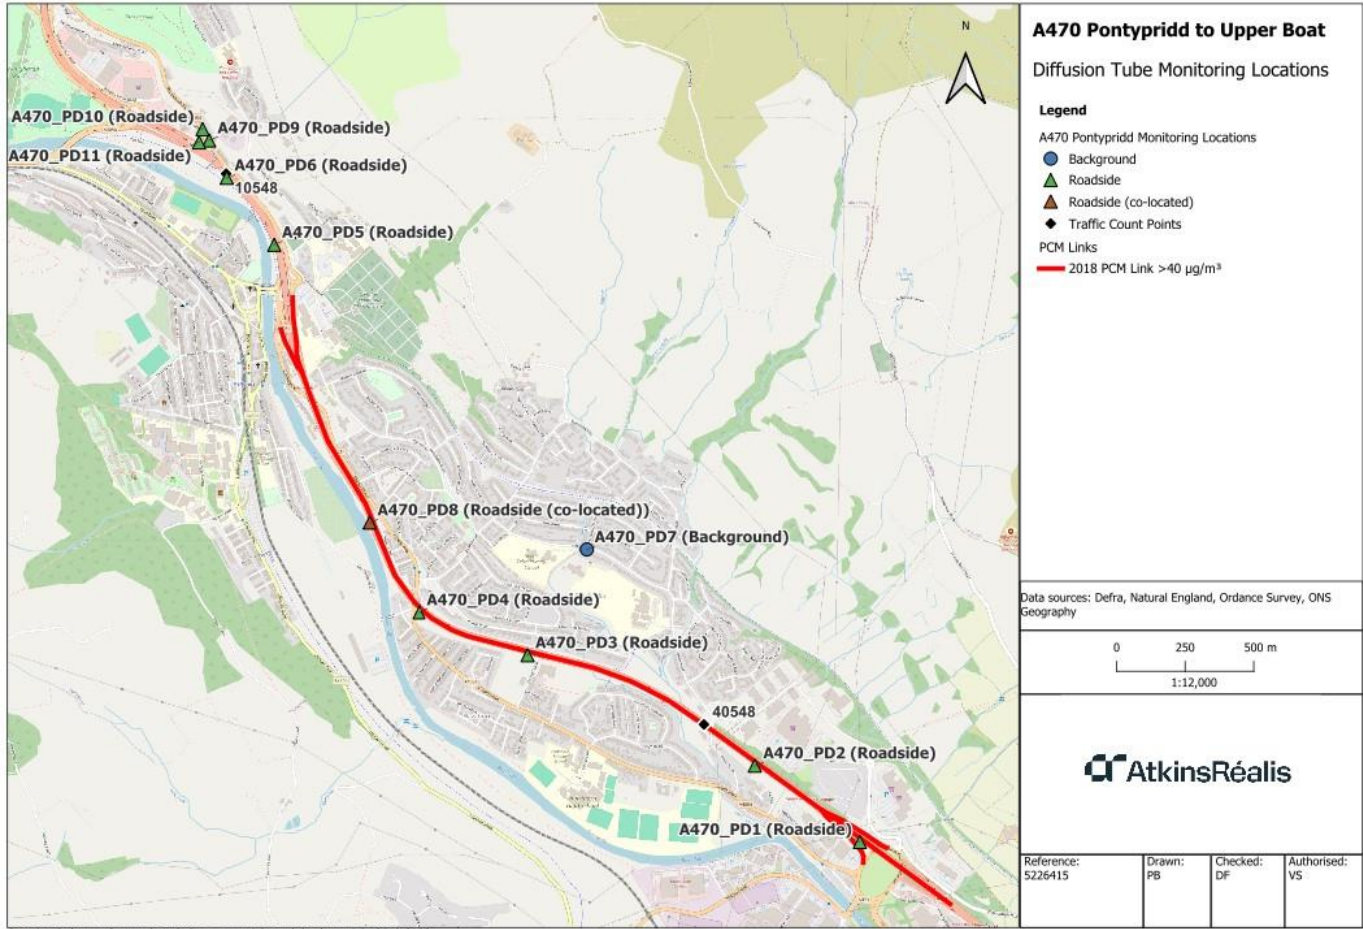 A470 Pontypridd to Upper Boat
Diffusion Tube Monitoring Locations
Legend
A470 Pontypridd Monitoring Locations
Background
Roadside
Roadside (co-located)
Traffic Count Points
PCM Links
2018 PCM Link >40 µg/m³
N
A470_PD10 (Roadside)
A470_PD9 (Roadside)
A470_PD11 (Roadside)
A470_PD6 (Roadside)
10548
A470_PD5 (Roadside)
A470_PD8 (Roadside (co-located))
A470_PD7 (Background)
A470_PD4 (Roadside)
A470_PD3 (Roadside)
40548
A470_PD2 (Roadside)
A470_PD1 (Roadside)
Data sources: Defra, Natural England, Ordance Survey, ONS
Geography
0 250 500 m
1:12,000
AtkinsRéalis
Reference: Drawn: Checked: Authorised:
5226415 PB DF VS